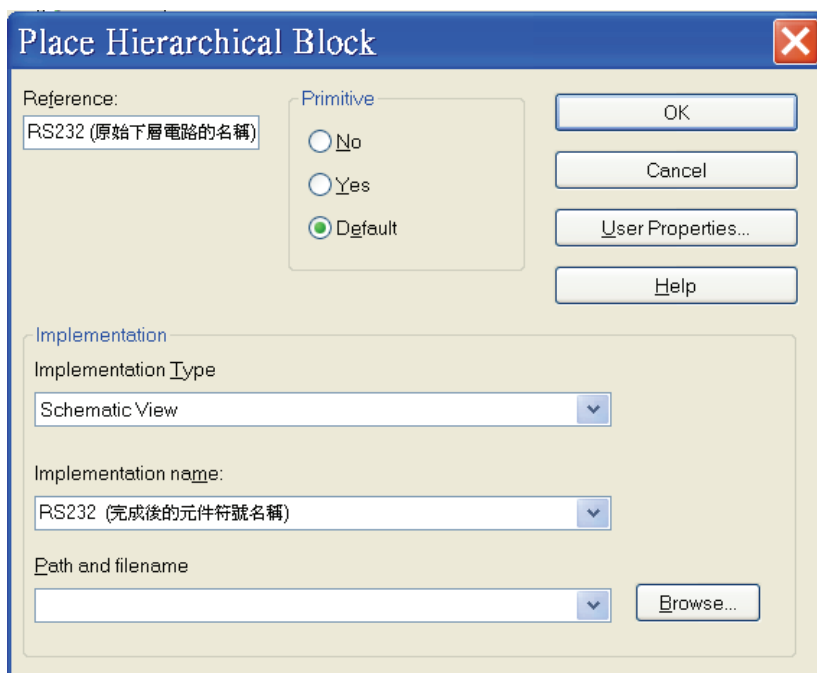 Place Hierarchical Block
Reference:
RS232 (原始下層電路的名稱)
Primitive
No
Yes
Default
OK
Cancel
User Properties...
Help
Implementation
Implementation Type
Schematic View
Implementation name:
RS232 (完成後的元件符號名稱)
Path and filename
Browse...